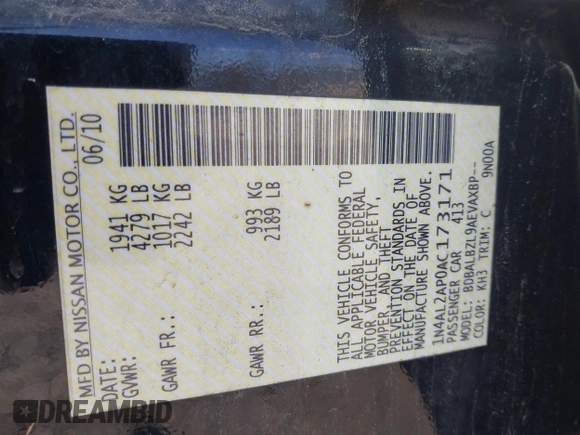 MFD BY NISSAN MOTOR CO., LTD.
DATE: 06/10
GVWR: 1941 KG
4279 LB
GAWR FR.: 1017 KG
2242 LB
GAWR RR.: 993 KG
2189 LB
THIS VEHICLE CONFORMS TO
ALL APPLICABLE FEDERAL
MOTOR VEHICLE SAFETY,
BUMPER, AND THEFT
PREVENTION STANDARDS IN
EFFECT ON THE DATE OF
MANUFACTURE SHOWN ABOVE.
1N4AL2AP0AC173171
PASSENGER CAR 413
MODEL: BDBALBZL9AEVAXBP--
COLOR: KH3 TRIM: C 9N00A
DREAMBID